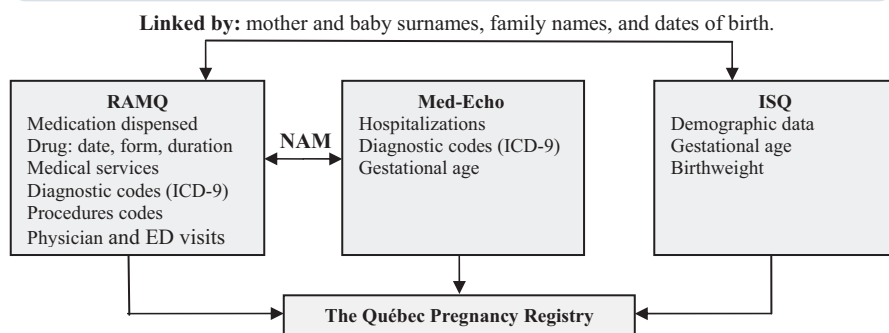 Linked by: mother and baby surnames, family names, and dates of birth.
RAMQ
Medication dispensed
Drug: date, form, duration
Medical services
Diagnostic codes (ICD-9)
Procedures codes
Physician and ED visits
NAM
Med-Echo
Hospitalizations
Diagnostic codes (ICD-9)
Gestational age
ISQ
Demographic data
Gestational age
Birthweight
The Québec Pregnancy Registry